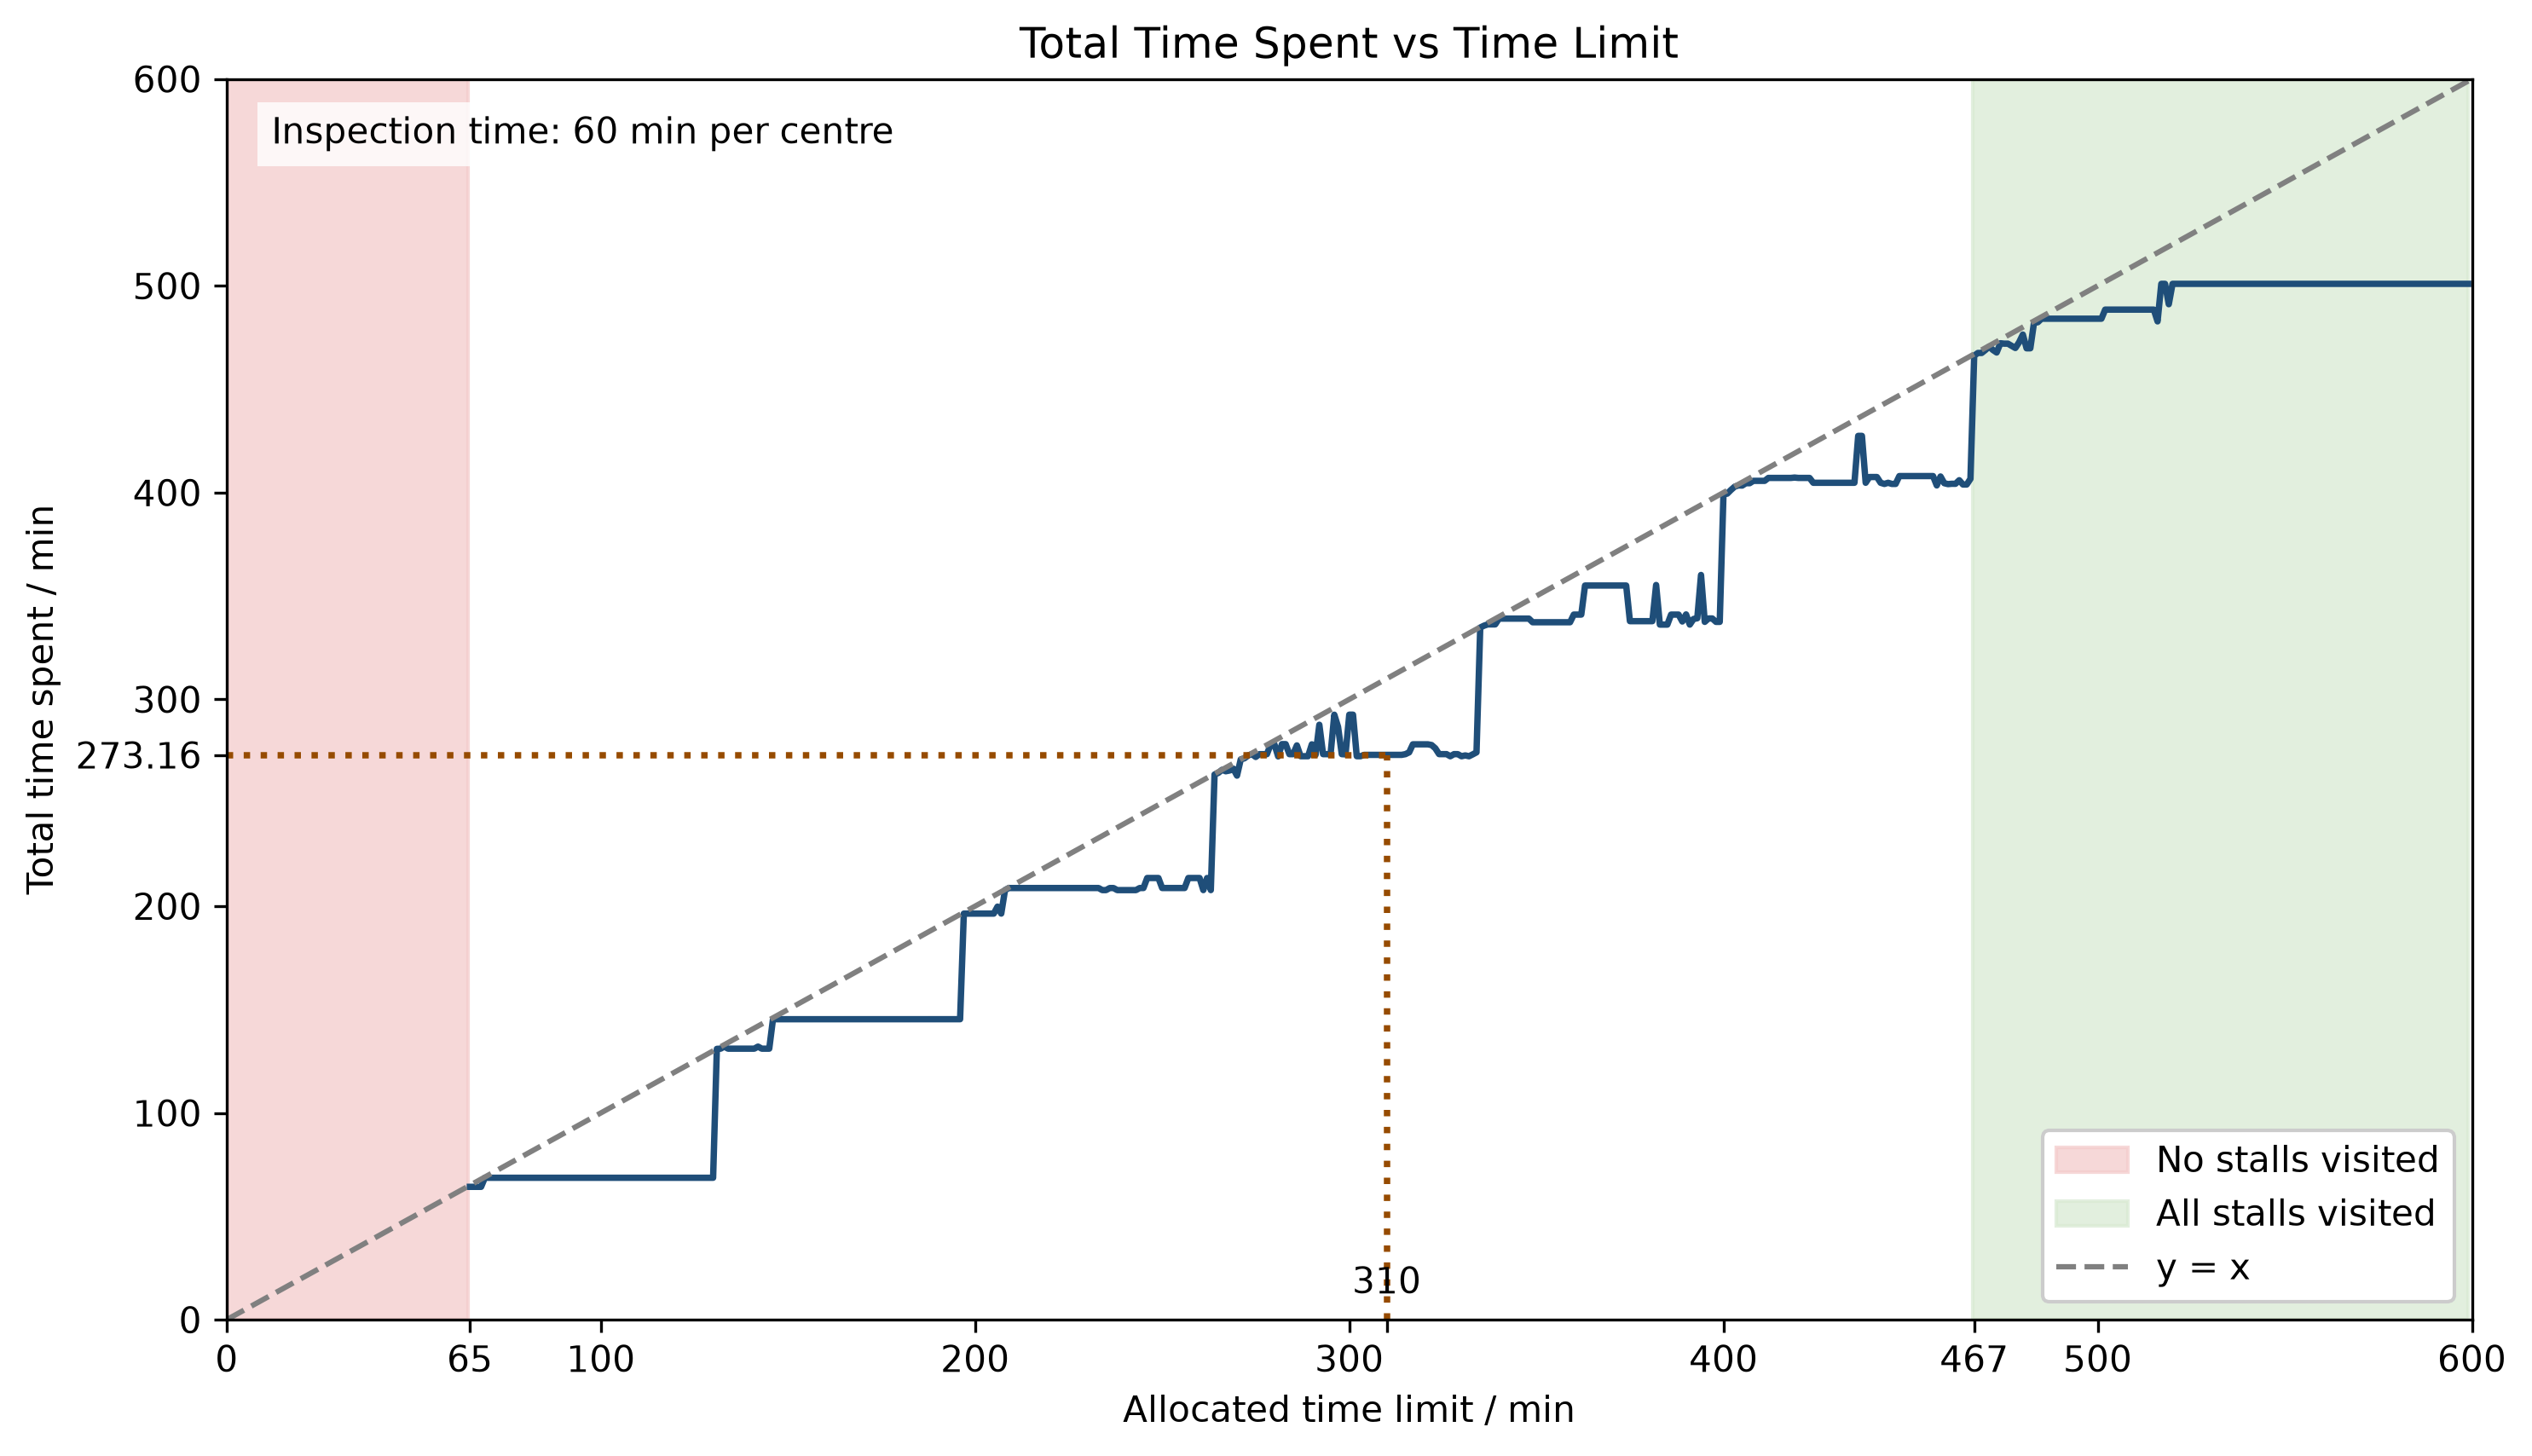 Total Time Spent vs Time Limit
Inspection time: 60 min per centre
Total time spent / min
600
500
400
300
273.16
200
100
0
310
No stalls visited
All stalls visited
y = x
0 65 100 200 300 400 467 500 600
Allocated time limit / min